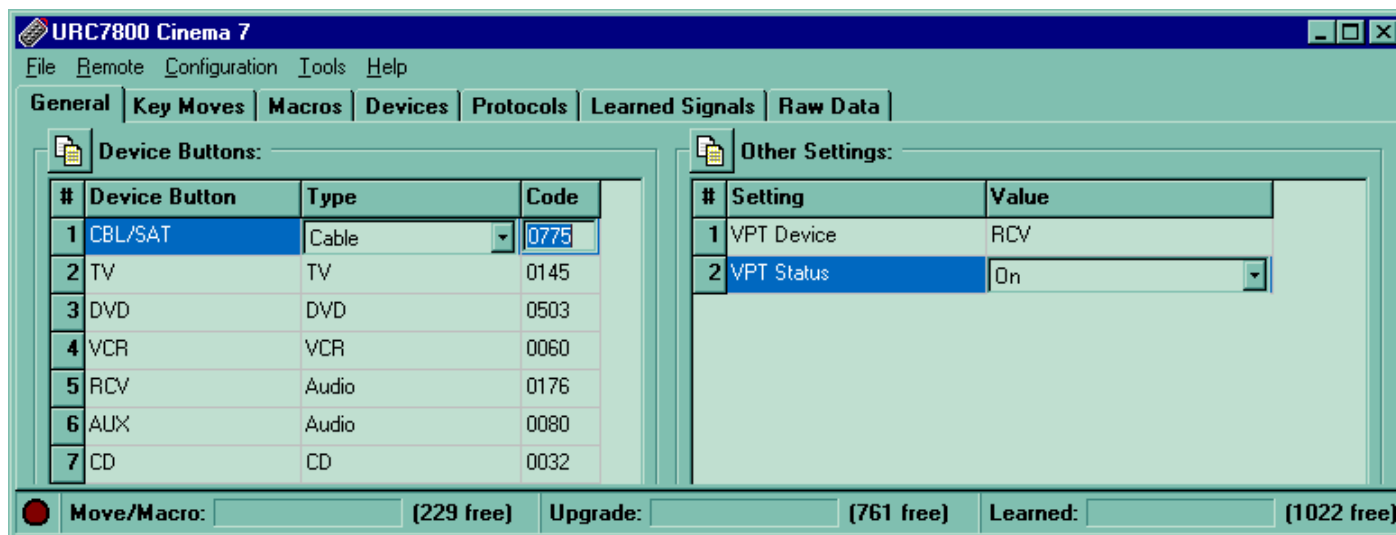 URC7800 Cinema 7
File Remote Configuration Tools Help
General Key Moves Macros Devices Protocols Learned Signals Raw Data
Device Buttons:
# Device Button Type Code
1 CBL/SAT Cable 0775
2 TV TV 0145
3 DVD DVD 0503
4 VCR VCR 0060
5 RCV Audio 0176
6 AUX Audio 0080
7 CD CD 0032
Other Settings:
# Setting Value
1 VPT Device RCV
2 VPT Status On
Move/Macro: (229 free) Upgrade: (761 free) Learned: (1022 free)